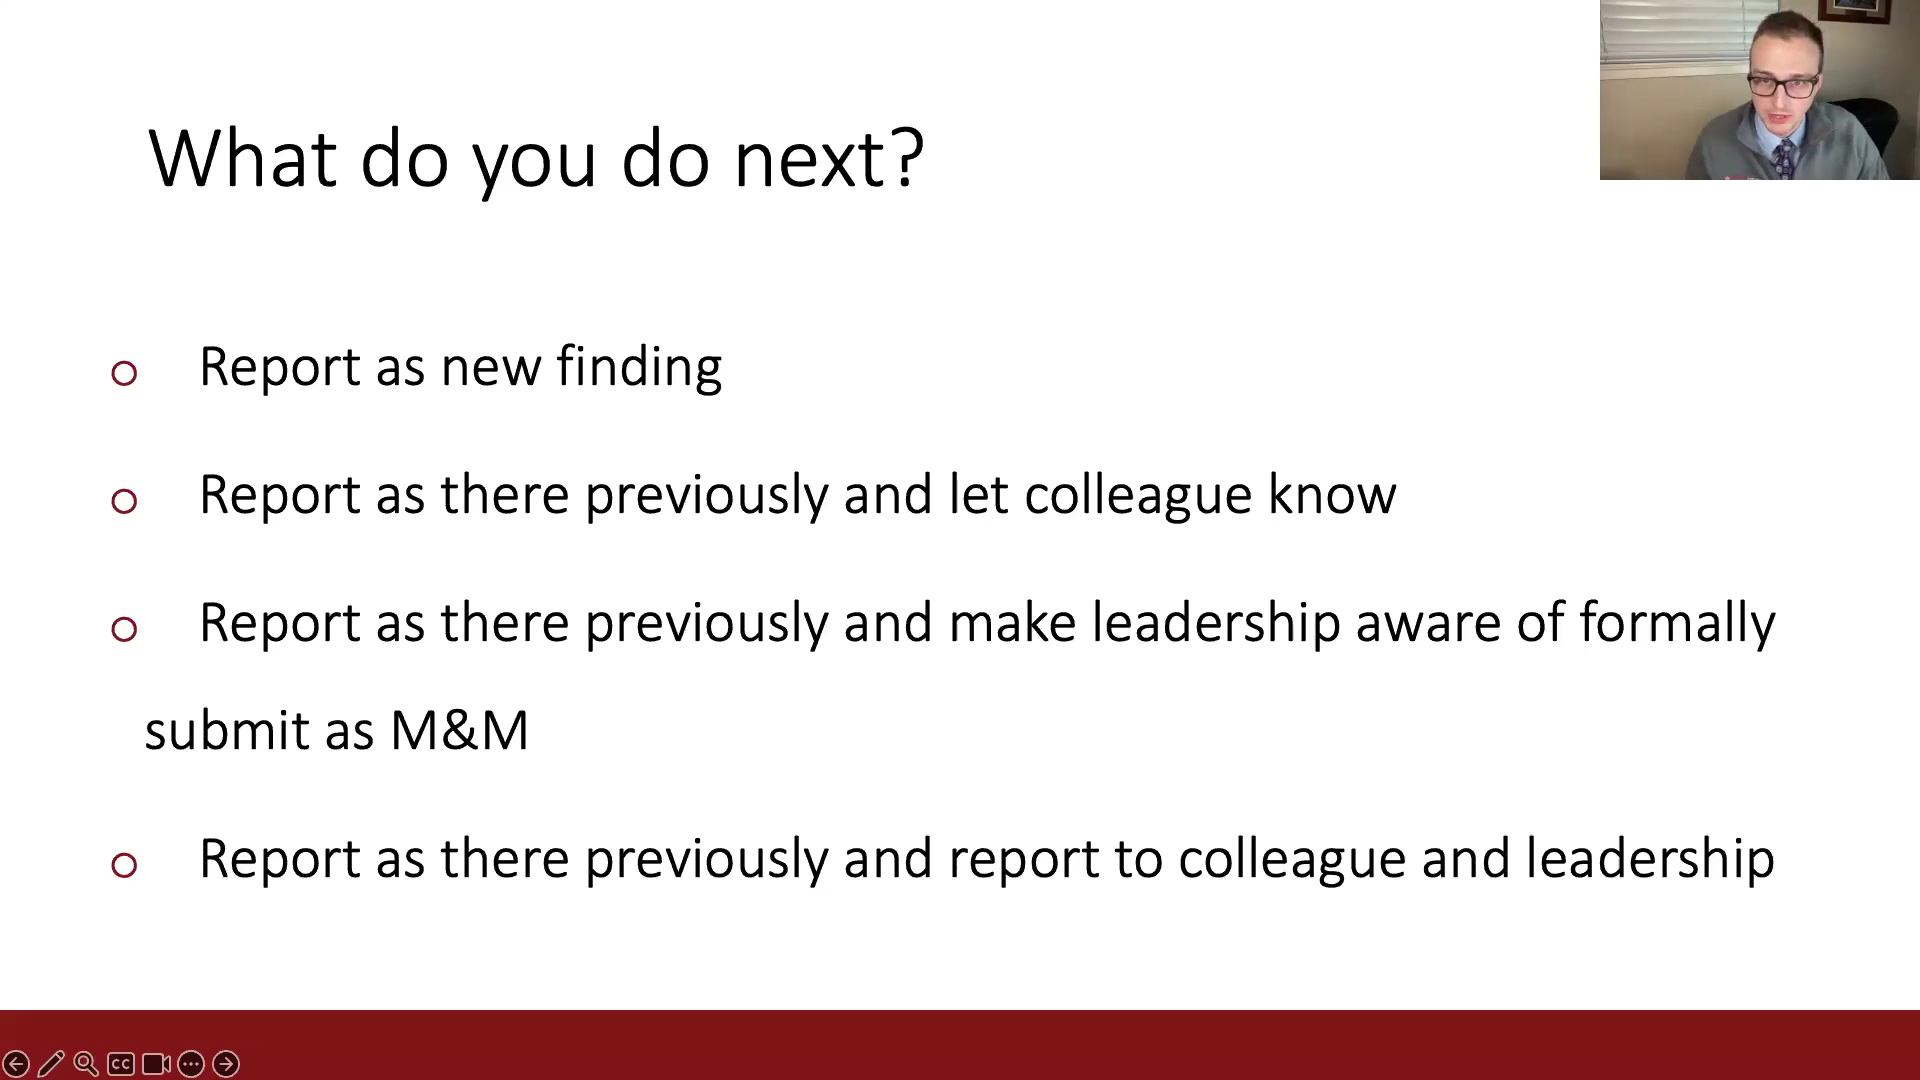 What do you do next?
Report as new finding
Report as there previously and let colleague know
Report as there previously and make leadership aware of formally
submit as M&M
Report as there previously and report to colleague and leadership
CC